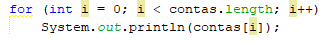 for (int i = 0; i < contas.length; i++)
    System.out.println(contas[i]);